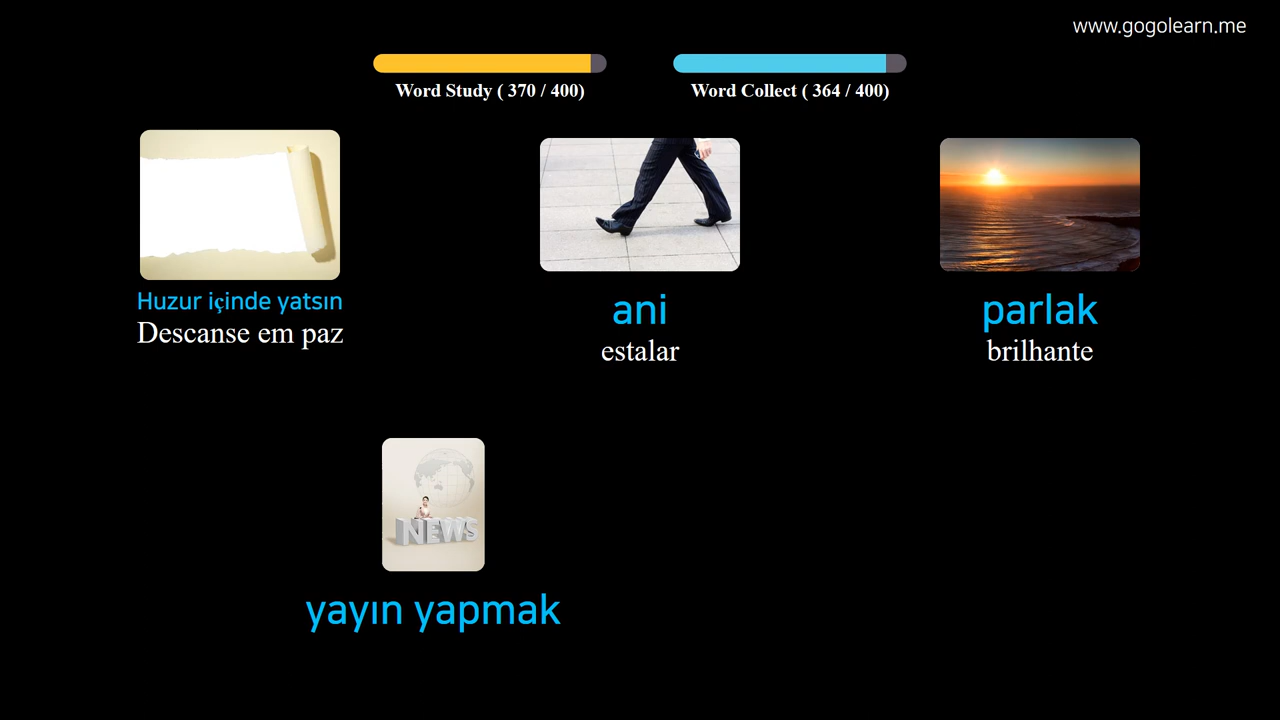 www.gogolearn.me
Word Study ( 370 / 400)
Word Collect ( 364 / 400)
Huzur içinde yatsın
Descanse em paz
ani
estalar
parlak
brilhante
NEWS
yayın yapmak